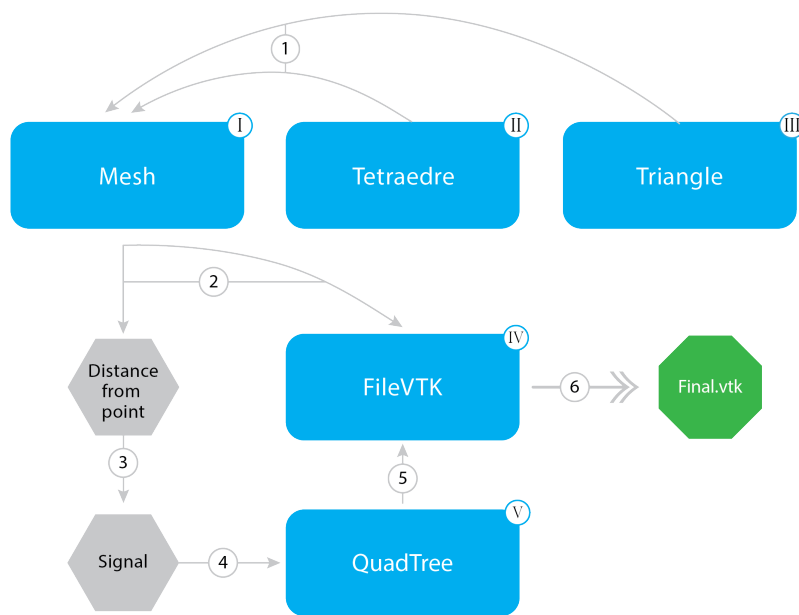 1
I
II
III
Mesh
Tetraedre
Triangle
2
IV
Distance
from
point
FileVTK
6
Final.vtk
3
5
V
Signal
4
QuadTree